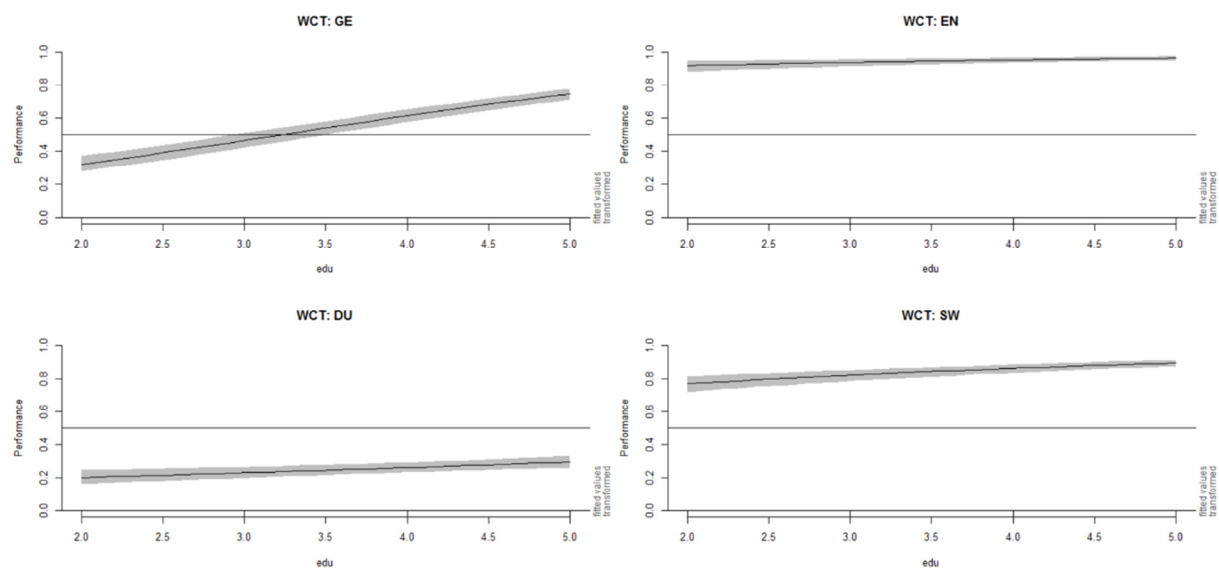 WCT: GE
Performance
0.0 0.2 0.4 0.6 0.8 1.0
2.0 2.5 3.0 3.5 4.0 4.5 5.0
edu
fitted values
transformed
WCT: EN
Performance
0.0 0.2 0.4 0.6 0.8 1.0
2.0 2.5 3.0 3.5 4.0 4.5 5.0
edu
fitted values
transformed
WCT: DU
Performance
0.0 0.2 0.4 0.6 0.8 1.0
2.0 2.5 3.0 3.5 4.0 4.5 5.0
edu
fitted values
transformed
WCT: SW
Performance
0.0 0.2 0.4 0.6 0.8 1.0
2.0 2.5 3.0 3.5 4.0 4.5 5.0
edu
fitted values
transformed